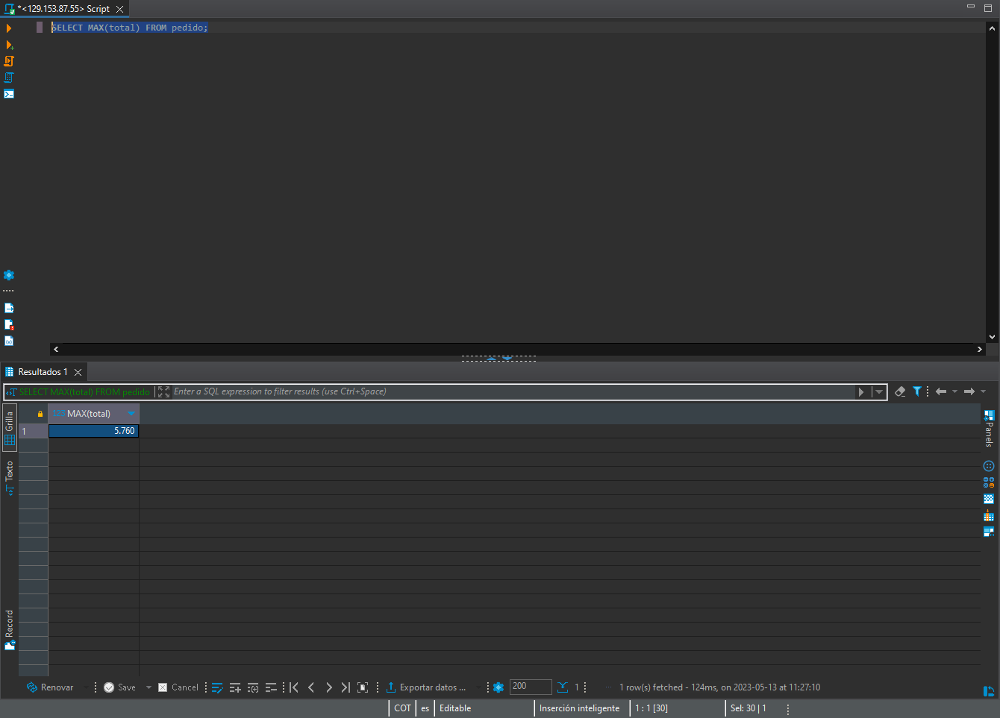 *<129.153.87.55> Script
SELECT MAX(total) FROM pedido;
Resultados 1
SELECT MAX(total) FROM pedido
Enter a SQL expression to filter results (use Ctrl+Space)
Grilla
Texto
Record
123 MAX(total)
1
5.760
Panels
Renovar
Save
Cancel
Exportar datos ...
200
1
1 row(s) fetched - 124ms, on 2023-05-13 at 11:27:10
COT
es
Editable
Inserción inteligente
1 : 1 [30]
Sel: 30 | 1